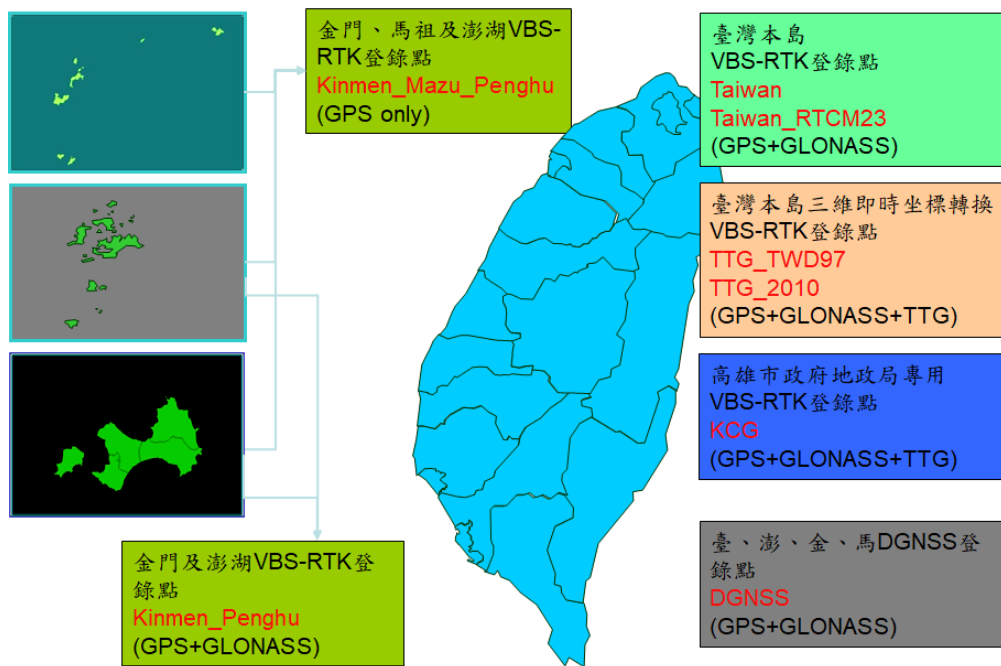 金門、馬祖及澎湖VBS-
RTK登錄點
Kinmen_Mazu_Penghu
(GPS only)
臺灣本島
VBS-RTK登錄點
Taiwan
Taiwan_RTCM23
(GPS+GLONASS)
臺灣本島三維即時坐標轉換
VBS-RTK登錄點
TTG_TWD97
TTG_2010
(GPS+GLONASS+TTG)
高雄市政府地政局專用
VBS-RTK登錄點
KCG
(GPS+GLONASS+TTG)
臺、澎、金、馬DGNSS登
錄點
DGNSS
(GPS+GLONASS)
金門及澎湖VBS-RTK登
錄點
Kinmen_Penghu
(GPS+GLONASS)